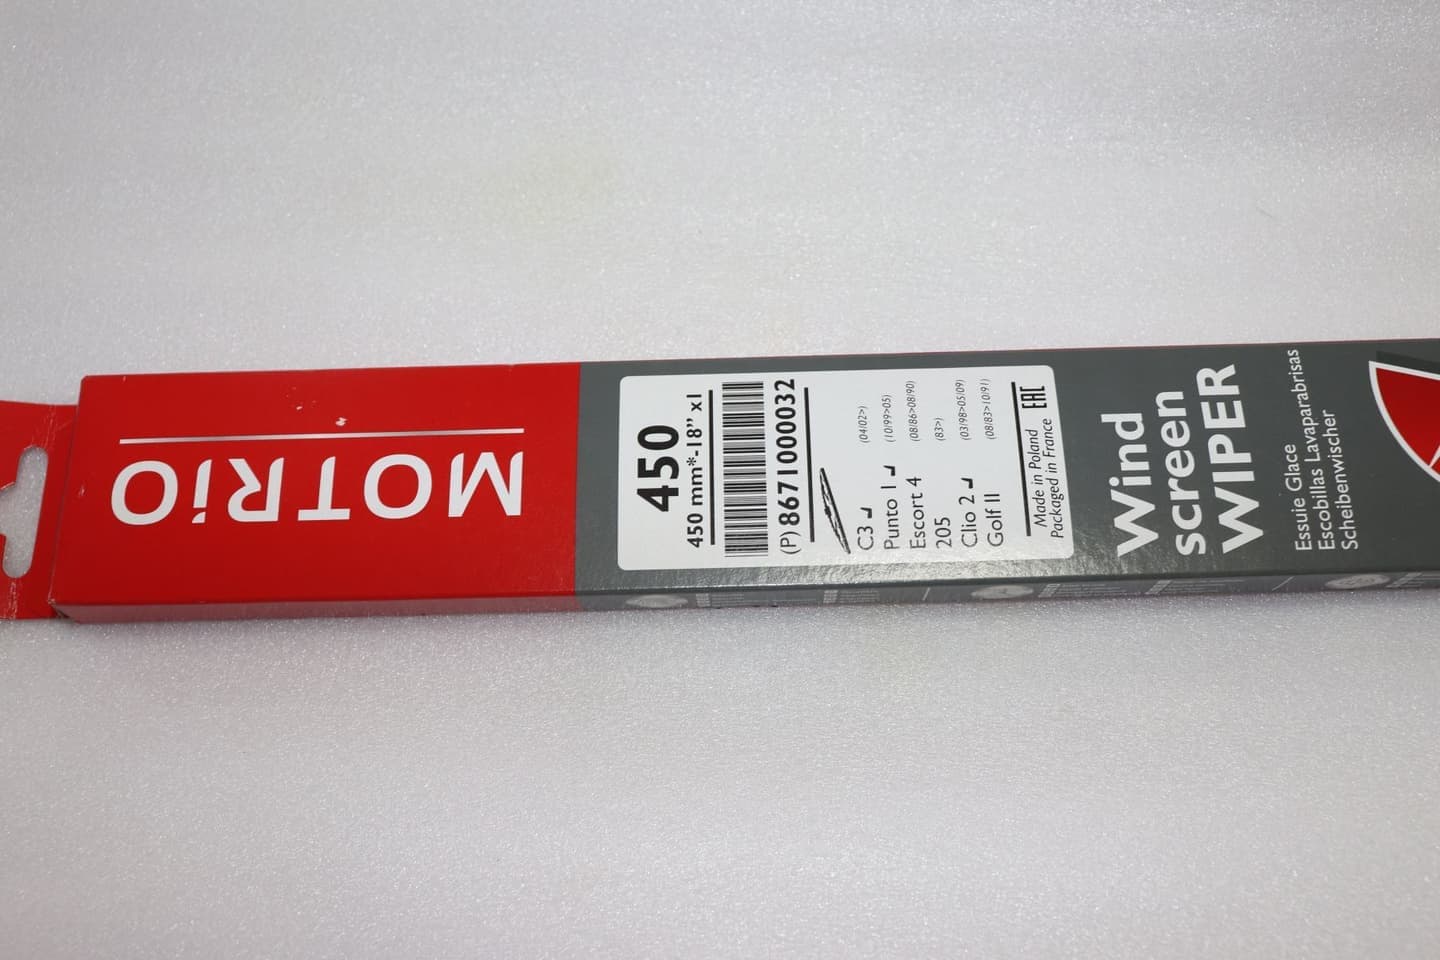 MOTRiO
450
450 mm*-18" x1
(P) 8671000032
C3 (04/02>)
Punto 1 (10/99>05)
Escort 4 (08/86>08/90)
205 (83>)
Clio 2 (03/98>05/09)
Golf II (08/83>10/91)
Made in Poland
Packaged in France
EAC
Wind
screen
WIPER
Essuie Glace
Escobillas Lavaparabrisas
Scheibenwischer